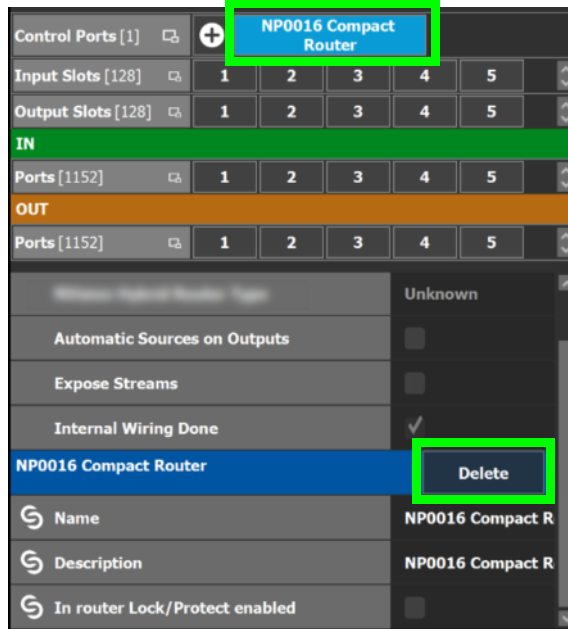 Control Ports [1]
NP0016 Compact
Router
Input Slots [128] 1 2 3 4 5
Output Slots [128] 1 2 3 4 5
IN
Ports [1152] 1 2 3 4 5
OUT
Ports [1152] 1 2 3 4 5
Unknown
Automatic Sources on Outputs
Expose Streams
Internal Wiring Done
NP0016 Compact Router Delete
Name NP0016 Compact R
Description NP0016 Compact R
In router Lock/Protect enabled